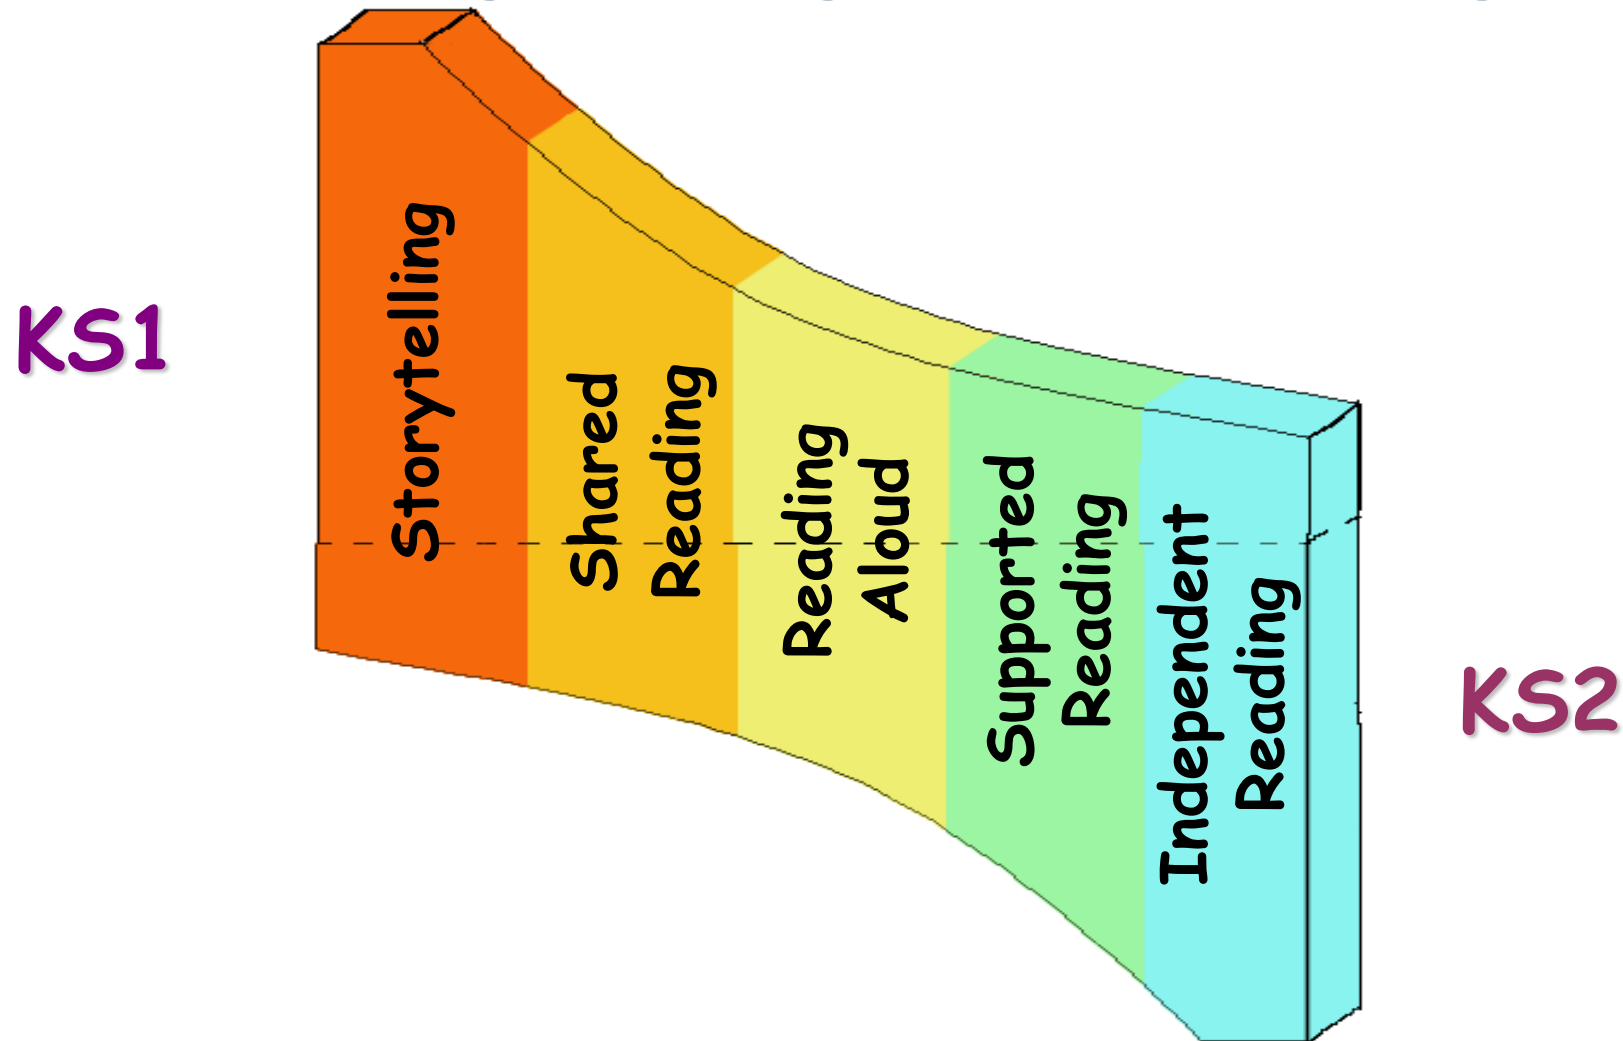 KS1
Storytelling
Shared
Reading
Reading
Aloud
Supported
Reading
Independent
Reading
KS2